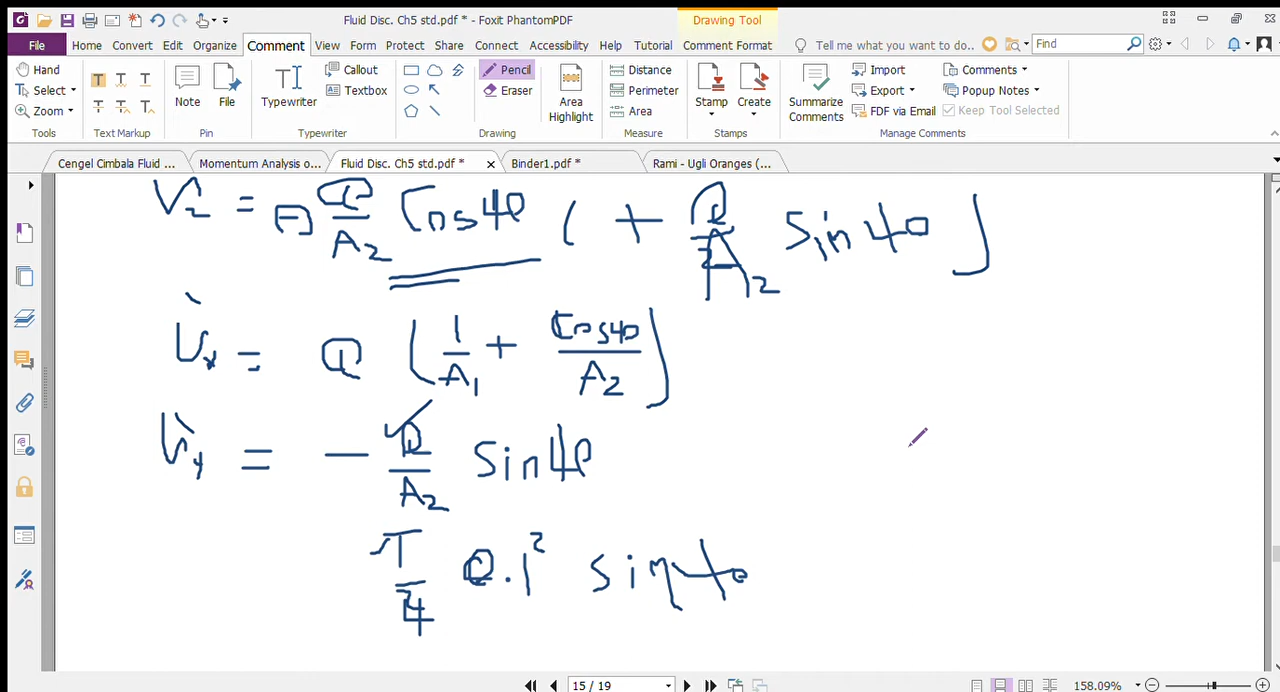 Fluid Disc. Ch5 std.pdf * - Foxit PhantomPDF
Drawing Tool
File Home Convert Edit Organize Comment View Form Protect Share Connect Accessibility Help Tutorial Comment Format Tell me what you want to do.. Find
Hand
Select
Zoom
Tools
Text Markup
Note
File
Pin
Typewriter
Callout
Textbox
Typewriter
Pencil
Eraser
Drawing
Area Highlight
Distance
Perimeter
Area
Measure
Stamp
Create
Stamps
Summarize Comments
Import
Export
FDF via Email
Comments
Popup Notes
Keep Tool Selected
Manage Comments
Cengel Cimbala Fluid ... Momentum Analysis o... Fluid Disc. Ch5 std.pdf * Binder1.pdf * Rami - Ugli Oranges (...
V2 = - Q/A2 Cos40 i + Q/A2 Sin40 j
Vx = Q [1/A1 + Cos40/A2]
Vy = - Q/A2 Sin40
π/4 0.1² sin40
15 / 19
158.09%